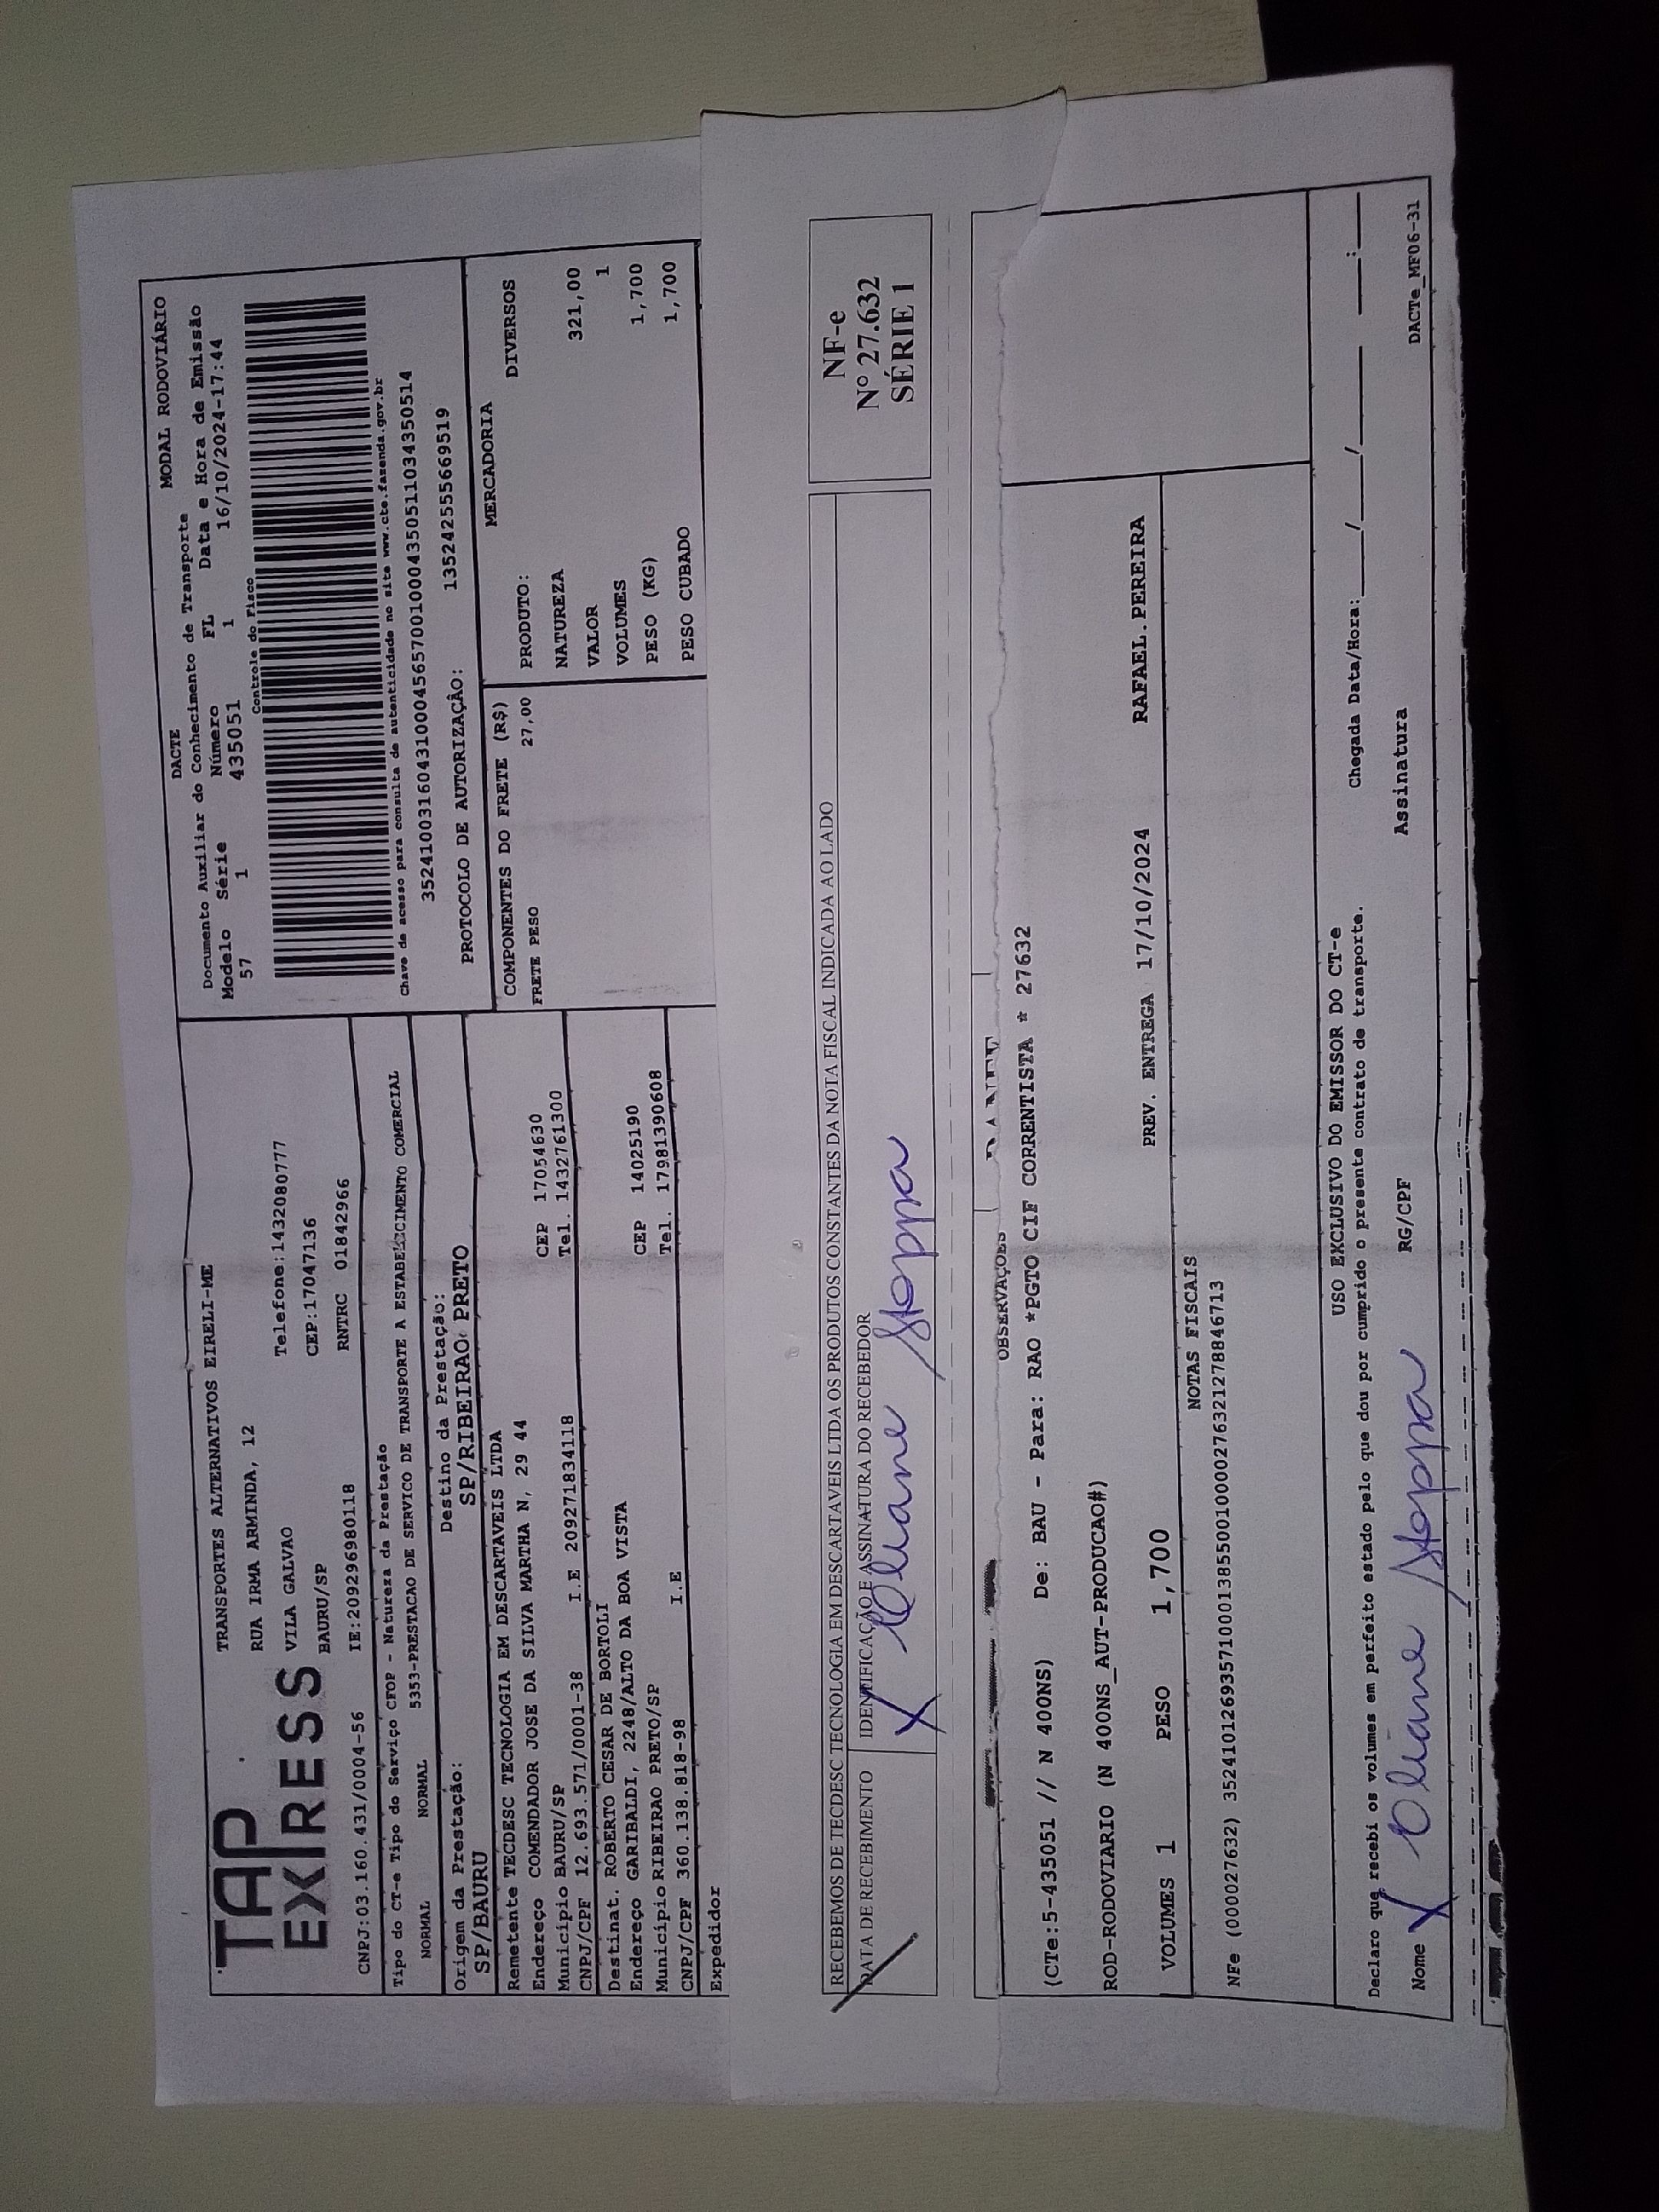 TAP EXPRESS
TRANSPORTES ALTERNATIVOS EIRELI-ME
RUA IRMA ARMINDA, 12
VILA GALVAO Telefone:1432080777
BAURU/SP CEP:17047136
CNPJ:03.160.431/0004-56 IE:209296980118 RNTRC 01842966
DACTE MODAL RODOVIÁRIO
Documento Auxiliar do Conhecimento de Transporte
Modelo Série Número FL Data e Hora de Emissão
57 1 435051 1 16/10/2024-17:44
Controle do Fisco
Chave de acesso para consulta de autenticidade no site www.cte.fazenda.gov.br
35241003160431000456570010004350511034350514
PROTOCOLO DE AUTORIZAÇÃO: 135242555669519
Tipo do CT-e Tipo do Serviço CFOP - Natureza da Prestação
NORMAL NORMAL 5353-PRESTACAO DE SERVICO DE TRANSPORTE A ESTABELECIMENTO COMERCIAL
Origem da Prestação: Destino da Prestação:
SP/BAURU SP/RIBEIRAO PRETO
Remetente TECDESC TECNOLOGIA EM DESCARTAVEIS LTDA
Endereço COMENDADOR JOSE DA SILVA MARTHA N, 29 44 CEP 17054630
Município BAURU/SP Tel. 1432761300
CNPJ/CPF 12.693.571/0001-38 I.E 209271834118
Destinat. ROBERTO CESAR DE BORTOLI
Endereço GARIBALDI, 2248/ALTO DA BOA VISTA CEP 14025190
Município RIBEIRAO PRETO/SP Tel. 17981390608
CNPJ/CPF 360.138.818-98 I.E
Expedidor
COMPONENTES DO FRETE (R$)
FRETE PESO 27,00
MERCADORIA
PRODUTO: DIVERSOS
NATUREZA
VALOR 321,00
VOLUMES 1
PESO (KG) 1,700
PESO CUBADO 1,700
RECEBEMOS DE TECDESC TECNOLOGIA EM DESCARTAVEIS LTDA OS PRODUTOS CONSTANTES DA NOTA FISCAL INDICADA AO LADO
DATA DE RECEBIMENTO IDENTIFICAÇÃO E ASSINATURA DO RECEBEDOR
X Oliane Stoppa
NF-e
N° 27.632
SÉRIE 1
OBSERVAÇÕES
(CTe:5-435051 // N 400NS) De: BAU - Para: RAO *PGTO CIF CORRENTISTA * 27632
ROD-RODOVIARIO (N 400NS_AUT-PRODUCAO#)
VOLUMES 1 PESO 1,700 PREV. ENTREGA 17/10/2024 RAFAEL.PEREIRA
NOTAS FISCAIS
NFe (000027632) 35241012693571000138550010000276321278846713
USO EXCLUSIVO DO EMISSOR DO CT-e
Declaro que recebi os volumes em perfeito estado pelo que dou por cumprido o presente contrato de transporte. Chegada Data/Hora:____/____/____ __:__
Nome X Oliane Stoppa RG/CPF Assinatura
DACTe_MF06-31